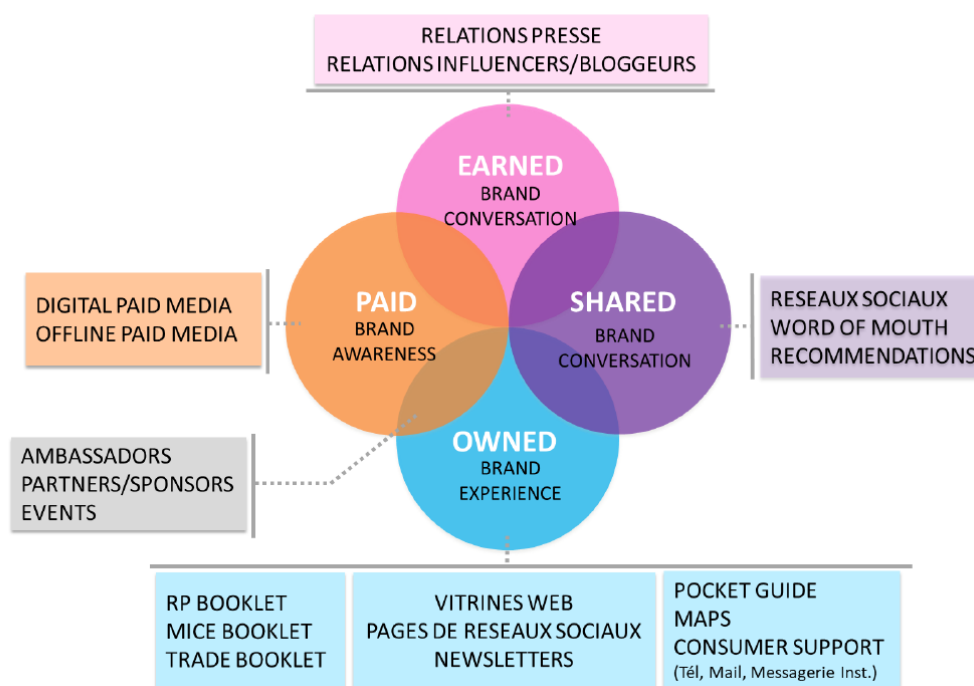 RELATIONS PRESSE
RELATIONS INFLUENCERS/BLOGGEURS
EARNED
BRAND
CONVERSATION
PAID
BRAND
AWARENESS
SHARED
BRAND
CONVERSATION
DIGITAL PAID MEDIA
OFFLINE PAID MEDIA
RESEAUX SOCIAUX
WORD OF MOUTH
RECOMMENDATIONS
OWNED
BRAND
EXPERIENCE
AMBASSADORS
PARTNERS/SPONSORS
EVENTS
RP BOOKLET
MICE BOOKLET
TRADE BOOKLET
VITRINES WEB
PAGES DE RESEAUX SOCIAUX
NEWSLETTERS
POCKET GUIDE
MAPS
CONSUMER SUPPORT
(Tél, Mail, Messagerie Inst.)